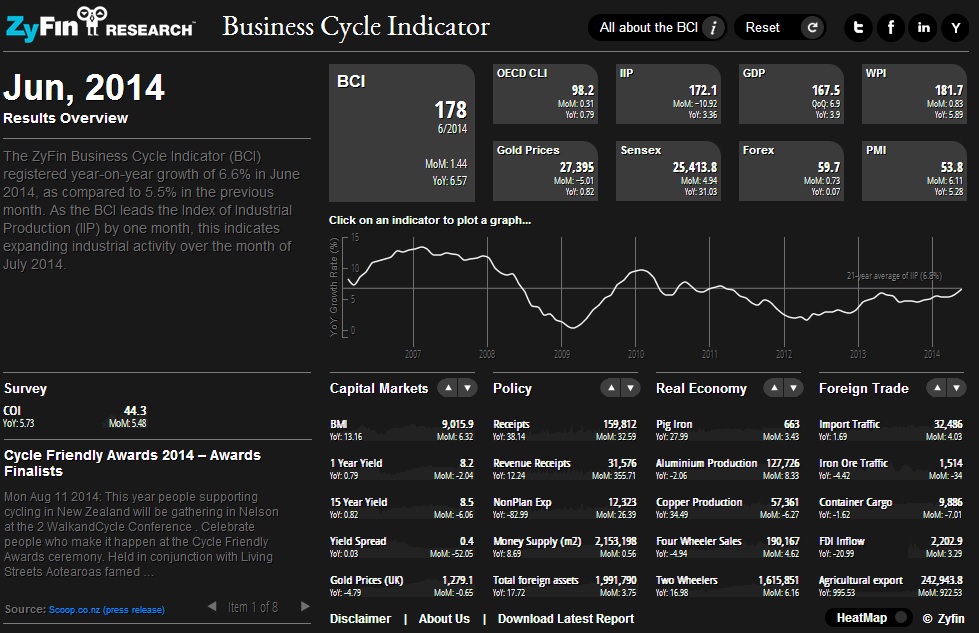 ZyFin RESEARCH™
Business Cycle Indicator
All about the BCI i
Reset
Jun, 2014
Results Overview
The ZyFin Business Cycle Indicator (BCI)
registered year-on-year growth of 6.6% in June
2014, as compared to 5.5% in the previous
month. As the BCI leads the Index of Industrial
Production (IIP) by one month, this indicates
expanding industrial activity over the month of
July 2014.
BCI
178
6/2014
MoM: 1.44
YoY: 6.57
OECD CLI
98.2
MoM: 0.31
YoY: 0.79
IIP
172.1
MoM: -10.92
YoY: 3.36
GDP
167.5
QoQ: 6.9
YoY: 3.9
WPI
181.7
MoM: 0.83
YoY: 5.89
Gold Prices
27,395
MoM: -5.01
YoY: 0.82
Sensex
25,413.8
MoM: 4.94
YoY: 31.03
Forex
59.7
MoM: 0.73
YoY: 0.07
PMI
53.8
MoM: 6.11
YoY: 5.28
Click on an indicator to plot a graph...
YoY Growth Rate (%)
15
10
5
0
21-year average of IIP (6.8%)
2007 2008 2009 2010 2011 2012 2013 2014
Survey
COI 44.3
YoY: 5.73 MoM: 5.48
Cycle Friendly Awards 2014 – Awards
Finalists
Mon Aug 11 2014: This year people supporting
cycling in New Zealand will be gathering in Nelson
at the 2 WalkandCycle Conference . Celebrate
people who make it happen at the Cycle Friendly
Awards ceremony. Held in conjunction with Living
Streets Aotearoas famed ...
Source: Scoop.co.nz (press release)
Item 1 of 8
Capital Markets
BMI 9,015.9
YoY: 13.16 MoM: 6.32
1 Year Yield 8.2
YoY: 0.79 MoM: -2.04
15 Year Yield 8.5
YoY: 0.82 MoM: -6.06
Yield Spread 0.4
YoY: 0.03 MoM: -52.05
Gold Prices (UK) 1,279.1
YoY: -4.79 MoM: -0.65
Policy
Receipts 159,812
YoY: 38.14 MoM: 32.59
Revenue Receipts 31,576
YoY: 12.24 MoM: 355.71
NonPlan Exp 12,323
YoY: -82.99 MoM: 26.39
Money Supply (m2) 2,153,198
YoY: 8.69 MoM: 0.56
Total foreign assets 1,991,790
YoY: 17.72 MoM: 3.75
Real Economy
Pig Iron 663
YoY: 27.99 MoM: 3.43
Aluminium Production 127,726
YoY: -2.06 MoM: 8.33
Copper Production 57,361
YoY: 34.49 MoM: -6.27
Four Wheeler Sales 190,167
YoY: -4.94 MoM: 4.62
Two Wheelers 1,615,851
YoY: 16.98 MoM: 6.16
Foreign Trade
Import Traffic 32,486
YoY: 1.69 MoM: 4.03
Iron Ore Traffic 1,514
YoY: -4.42 MoM: -34
Container Cargo 9,886
YoY: -1.62 MoM: -7.01
FDI Inflow 2,202.9
YoY: -20.99 MoM: 3.29
Agricultural export 242,943.8
YoY: 995.53 MoM: 922.53
Disclaimer | About Us | Download Latest Report
HeatMap
© Zyfin